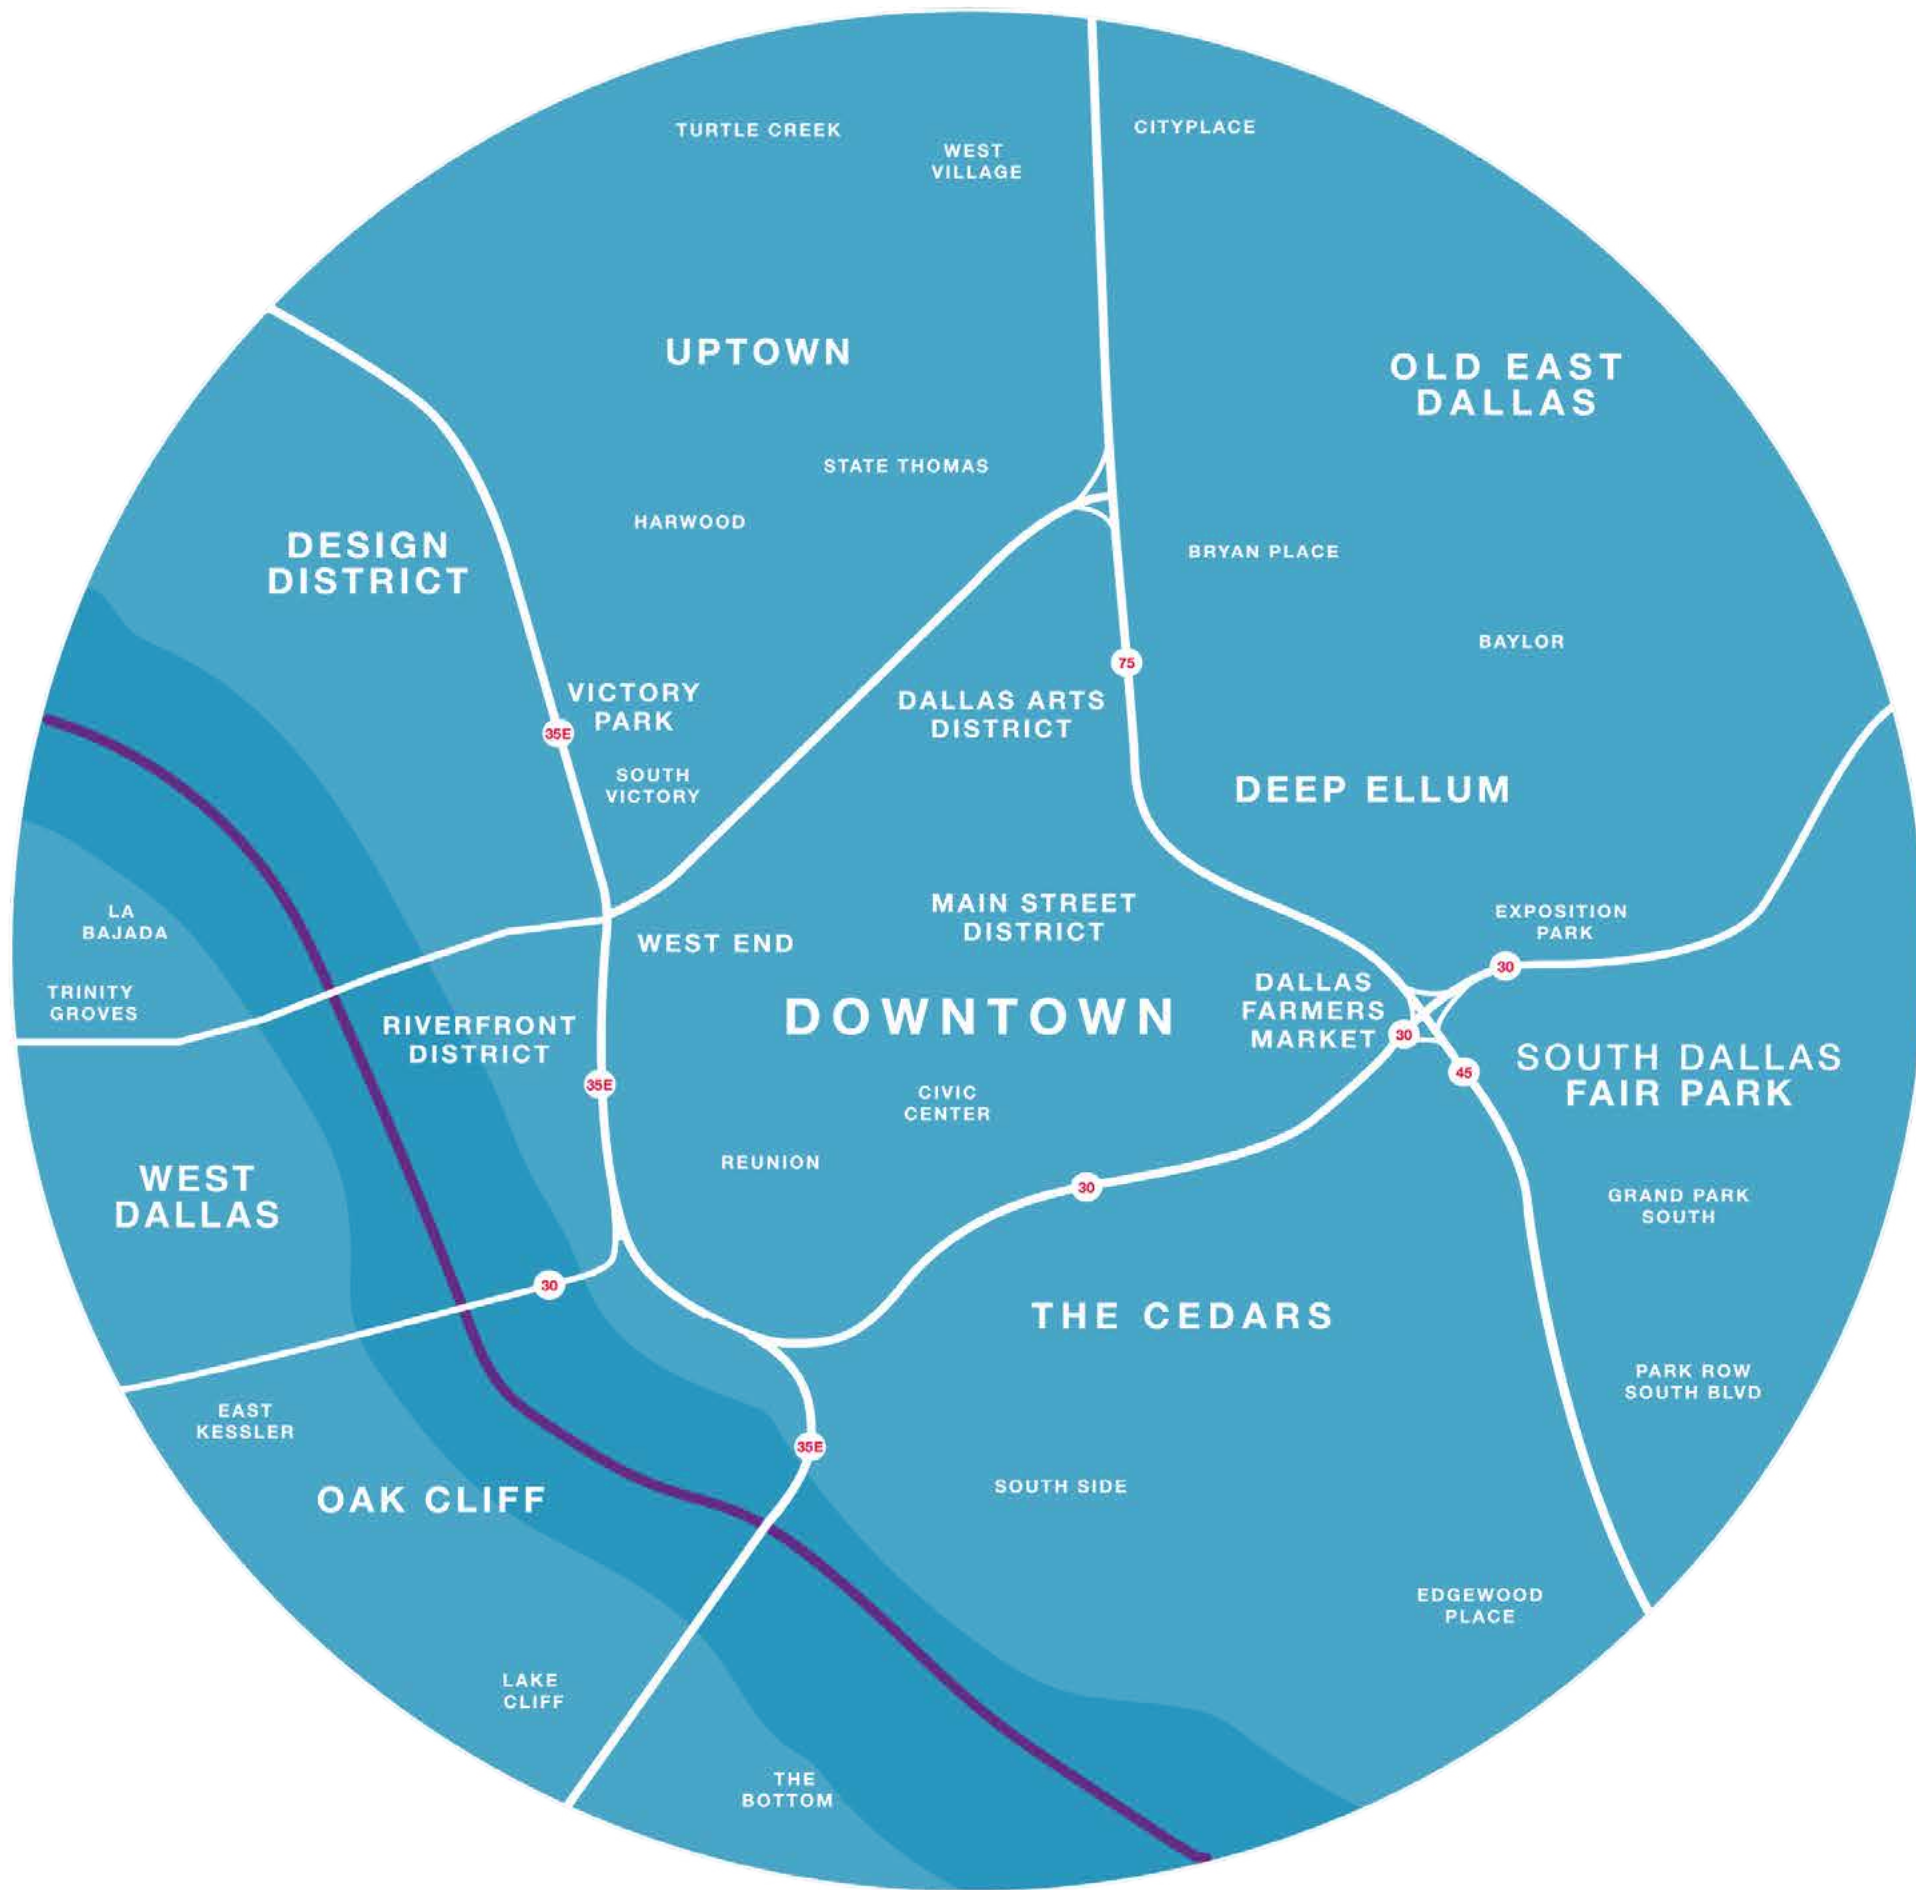 TURTLE CREEK
WEST
VILLAGE
CITYPLACE
UPTOWN
OLD EAST
DALLAS
STATE THOMAS
HARWOOD
DESIGN
DISTRICT
BRYAN PLACE
BAYLOR
75
VICTORY
PARK
35E
DALLAS ARTS
DISTRICT
SOUTH
VICTORY
DEEP ELLUM
LA
BAJADA
MAIN STREET
DISTRICT
EXPOSITION
PARK
WEST END
30
TRINITY
GROVES
RIVERFRONT
DISTRICT
DOWNTOWN
DALLAS
FARMERS
MARKET
30
45
SOUTH DALLAS
FAIR PARK
35E
CIVIC
CENTER
REUNION
WEST
DALLAS
30
GRAND PARK
SOUTH
30
THE CEDARS
PARK ROW
SOUTH BLVD
EAST
KESSLER
35E
OAK CLIFF
SOUTH SIDE
EDGEWOOD
PLACE
LAKE
CLIFF
THE
BOTTOM